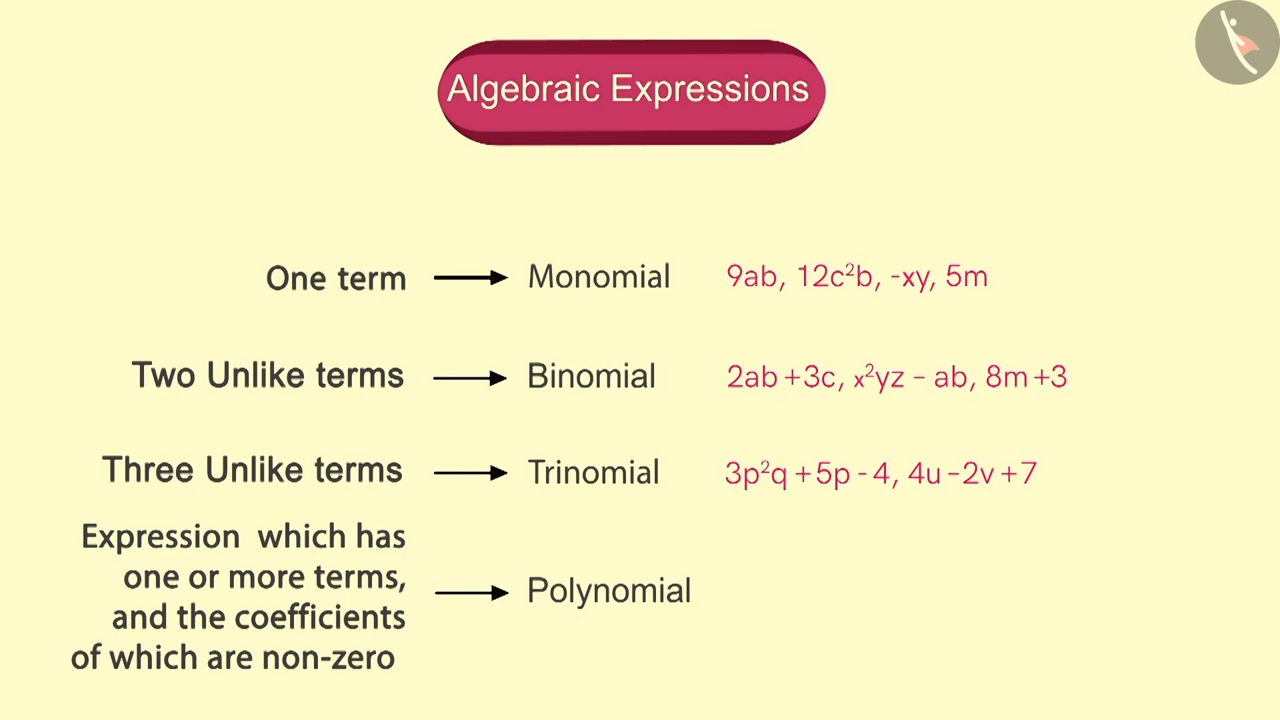 Algebraic Expressions
One term → Monomial 9ab, 12c²b, -xy, 5m
Two Unlike terms → Binomial 2ab+3c, x²yz - ab, 8m+3
Three Unlike terms → Trinomial 3p²q+5p-4, 4u-2v+7
Expression which has
one or more terms,
and the coefficients
of which are non-zero → Polynomial